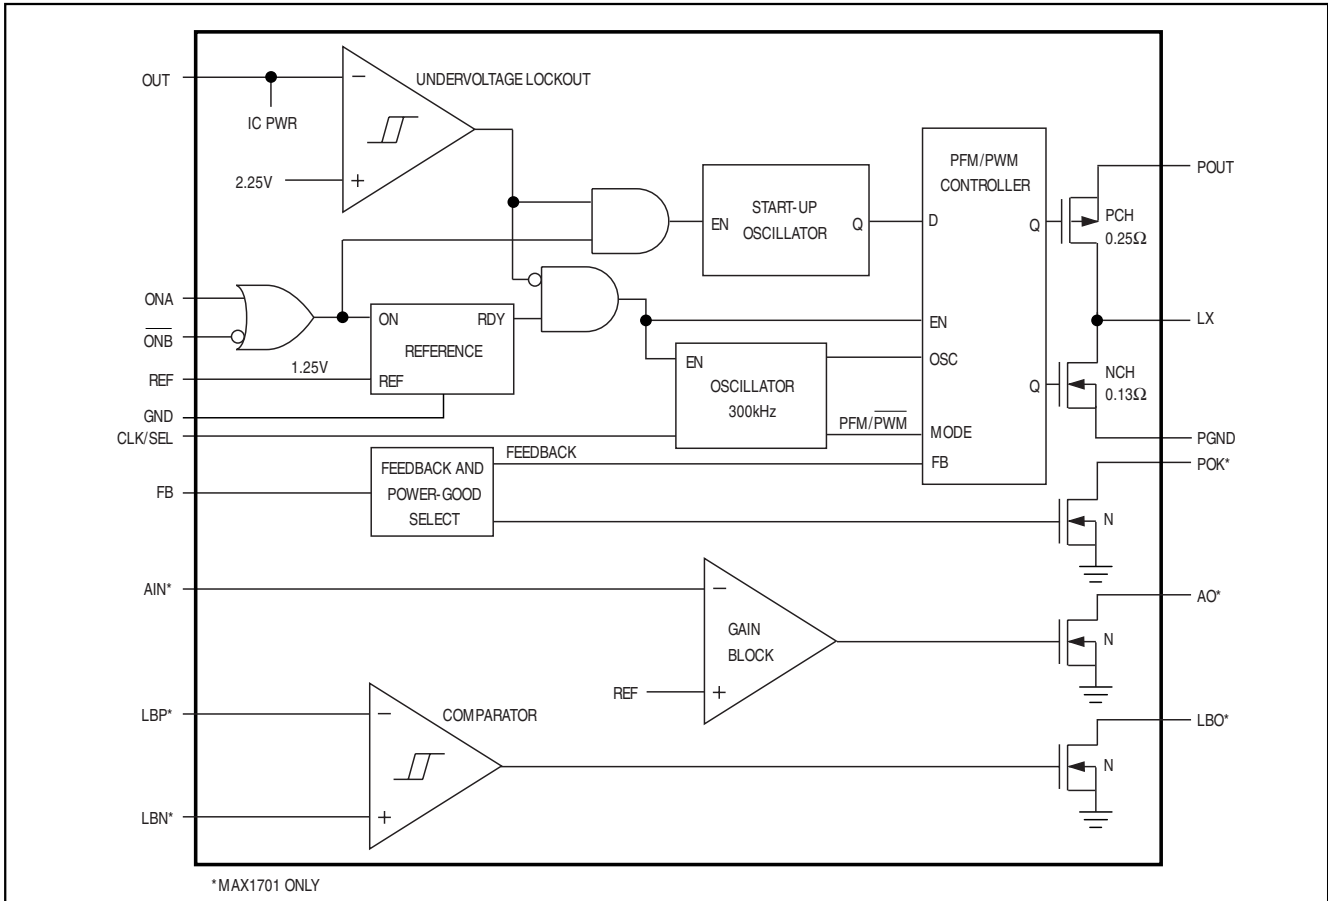 OUT
UNDERVOLTAGE LOCKOUT
−
IC PWR
2.25V
+
PFM/PWM
CONTROLLER
POUT
START-UP
OSCILLATOR
EN
Q
D
Q
PCH
0.25Ω
ONA
ONB
ON
RDY
REFERENCE
1.25V
REF
REF
GND
CLK/SEL
EN
LX
EN
OSCILLATOR
300kHz
OSC
Q
NCH
0.13Ω
PFM/PWM
MODE
PGND
FEEDBACK
FB
POK*
FEEDBACK AND
POWER-GOOD
SELECT
FB
N
AIN*
−
GAIN
BLOCK
AO*
N
REF
+
LBP*
−
COMPARATOR
LBO*
N
LBN*
+
*MAX1701 ONLY